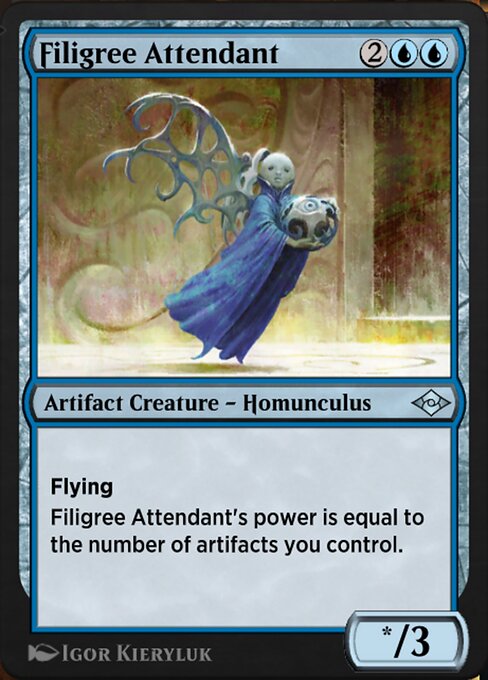 Filigree Attendant 2
Artifact Creature – Homunculus
Flying
Filigree Attendant's power is equal to
the number of artifacts you control.
*/3
Igor Kieryluk